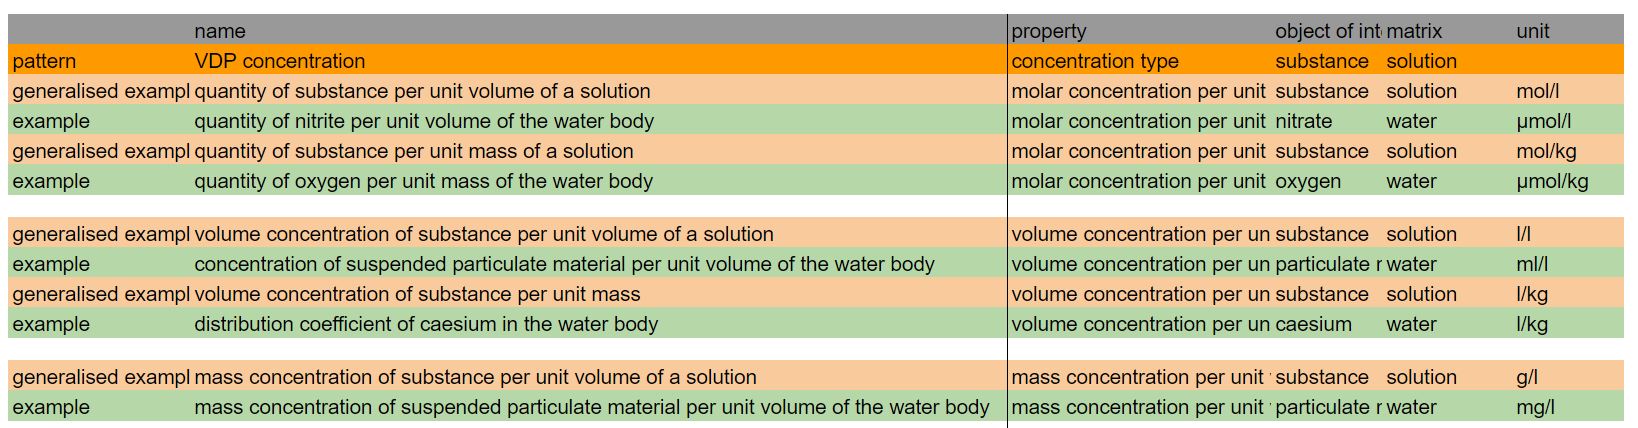 name property object of int matrix unit
pattern VDP concentration concentration type substance solution
generalised exampl quantity of substance per unit volume of a solution molar concentration per unit substance solution mol/l
example quantity of nitrite per unit volume of the water body molar concentration per unit nitrate water µmol/l
generalised exampl quantity of substance per unit mass of a solution molar concentration per unit substance solution mol/kg
example quantity of oxygen per unit mass of the water body molar concentration per unit oxygen water µmol/kg
generalised exampl volume concentration of substance per unit volume of a solution volume concentration per un substance solution l/l
example concentration of suspended particulate material per unit volume of the water body volume concentration per un particulate r water ml/l
generalised exampl volume concentration of substance per unit mass volume concentration per un substance solution l/kg
example distribution coefficient of caesium in the water body volume concentration per un caesium water l/kg
generalised exampl mass concentration of substance per unit volume of a solution mass concentration per unit substance solution g/l
example mass concentration of suspended particulate material per unit volume of the water body mass concentration per unit particulate r water mg/l